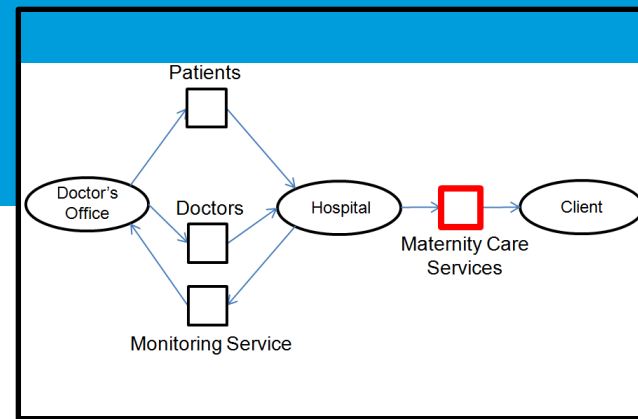 Patients
Doctor's
Office
Doctors
Hospital
Client
Maternity Care
Services
Monitoring Service